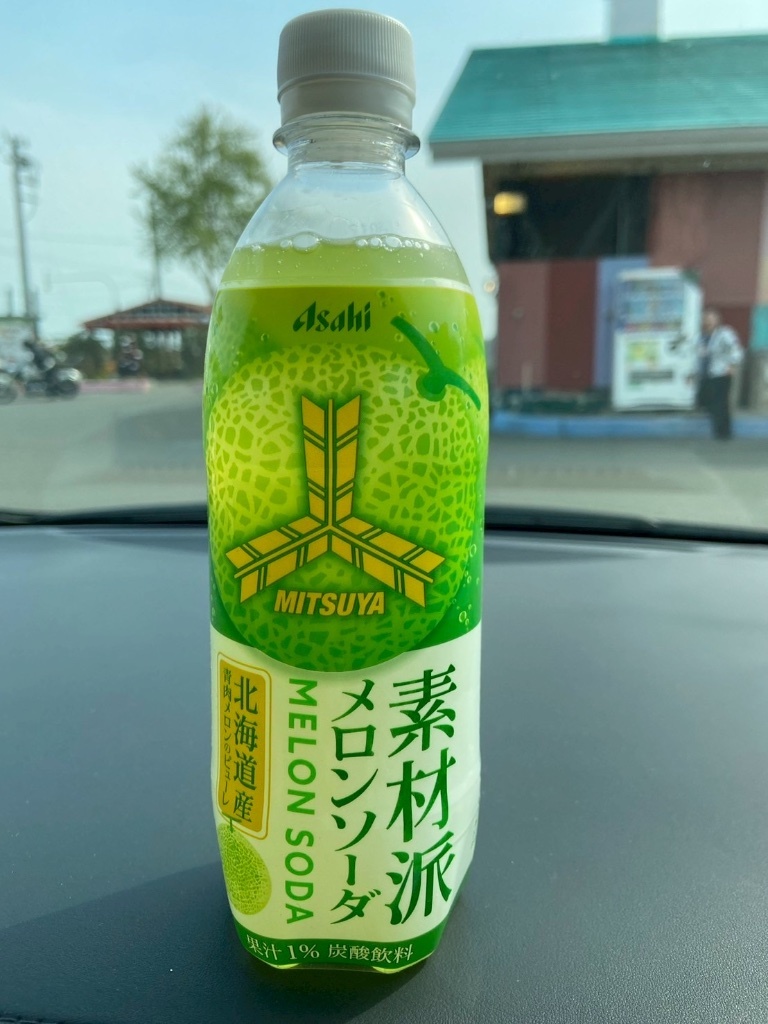 Asahi
MITSUYA
素材派
メロンソーダ
MELON SODA
北海道産
青肉メロンのピューレ
果汁1% 炭酸飲料